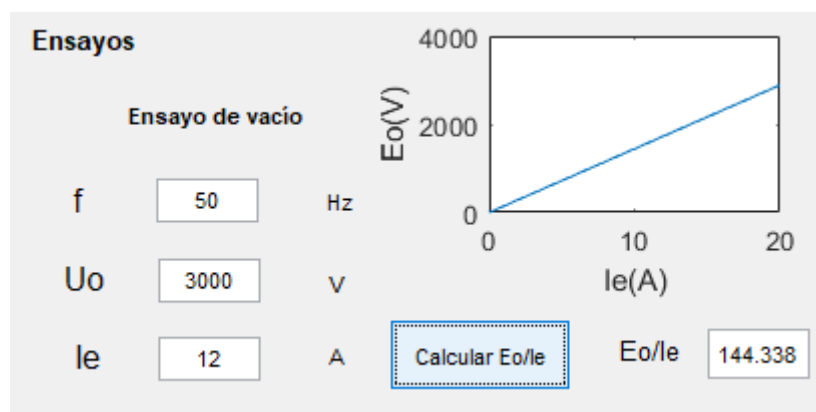 Ensayos
Ensayo de vacío
f 50 Hz
Uo 3000 V
Ie 12 A
4000
2000
0
Eo(V)
0 10 20
Ie(A)
Calcular Eo/Ie Eo/Ie 144.338